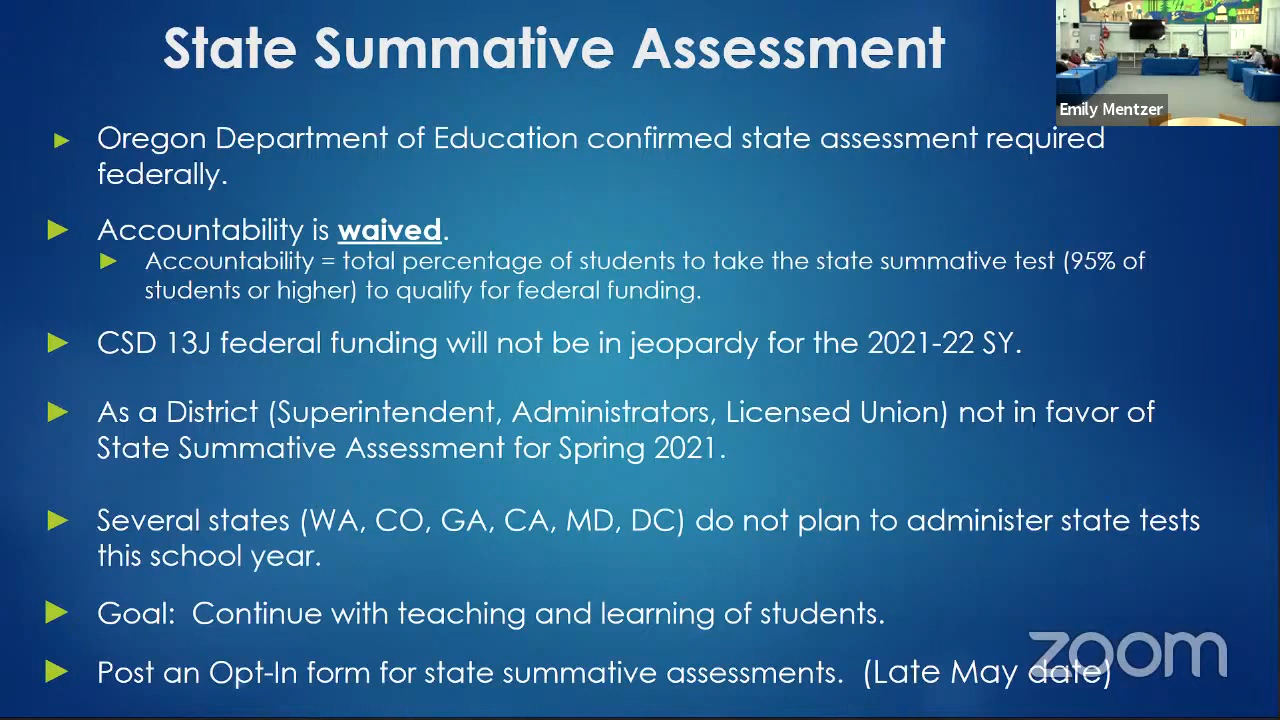 State Summative Assessment
Emily Mentzer
Oregon Department of Education confirmed state assessment required
federally.
Accountability is waived.
Accountability = total percentage of students to take the state summative test (95% of
students or higher) to qualify for federal funding.
CSD 13J federal funding will not be in jeopardy for the 2021-22 SY.
As a District (Superintendent, Administrators, Licensed Union) not in favor of
State Summative Assessment for Spring 2021.
Several states (WA, CO, GA, CA, MD, DC) do not plan to administer state tests
this school year.
Goal: Continue with teaching and learning of students.
Post an Opt-In form for state summative assessments. (Late May date)
zoom